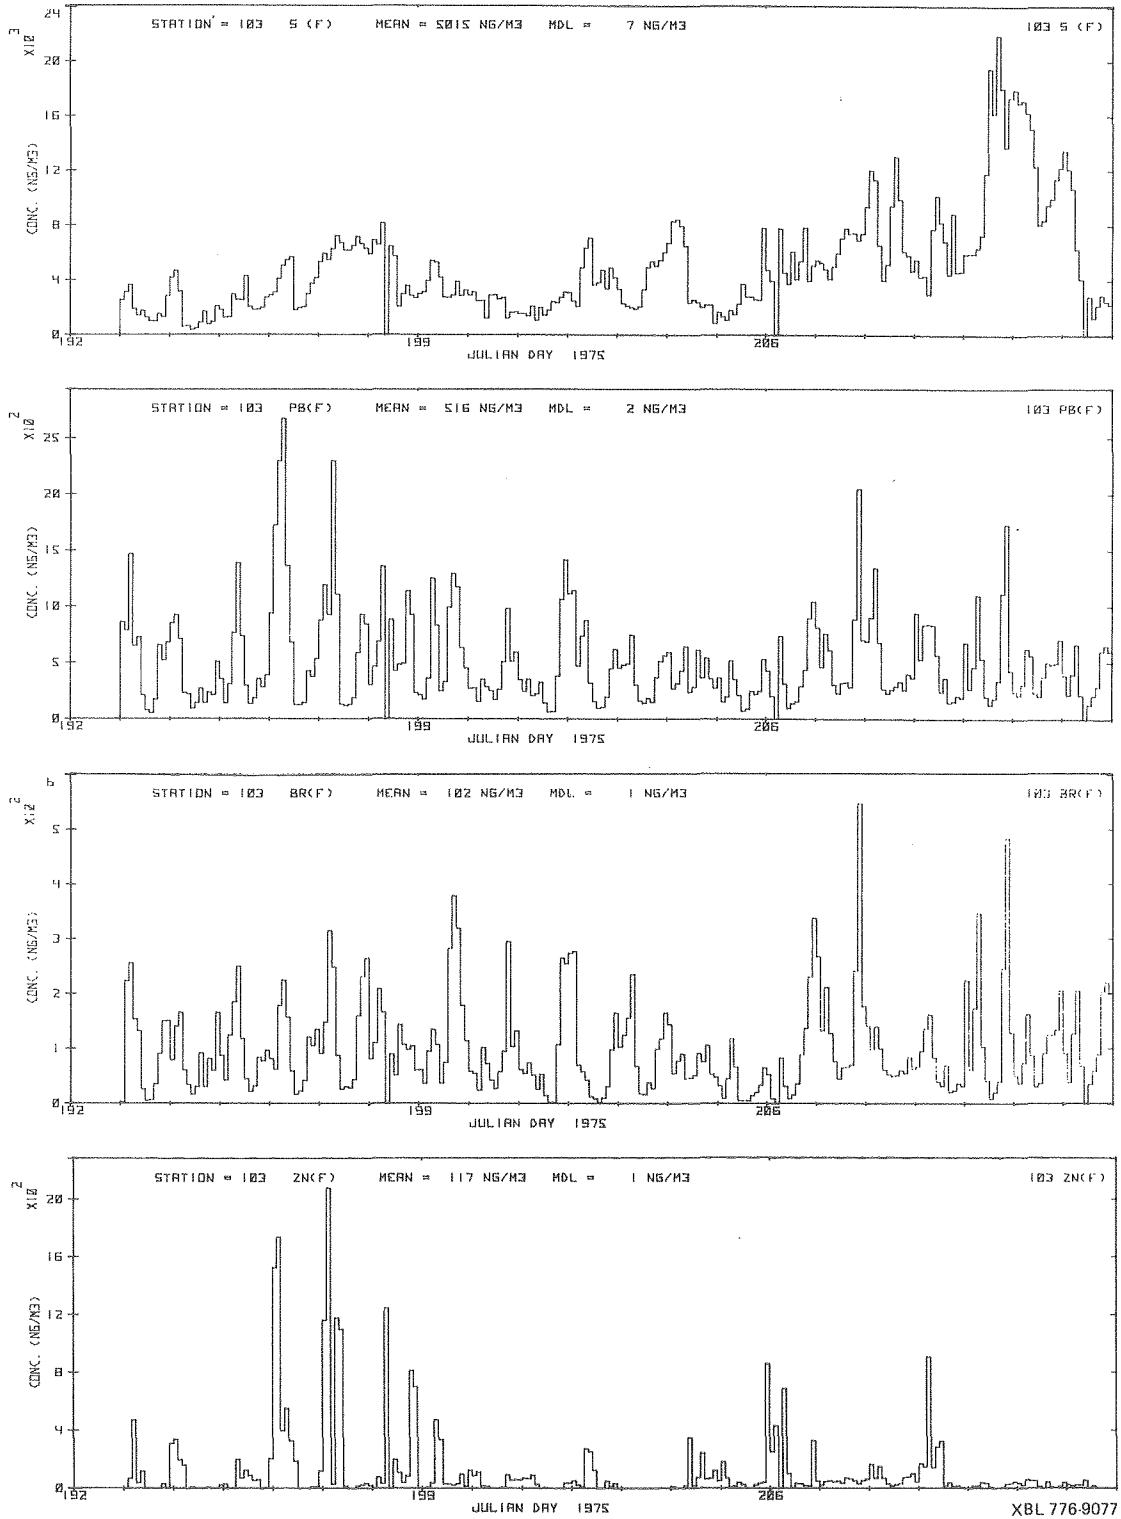 24
X10 3
STATION = 103 S (F) MEAN = 5015 NG/M3 MDL = 7 NG/M3
103 S (F)
20
16
12
8
4
0
CONC. (NG/M3)
192 199 206
JULIAN DAY 1975
X10 2
STATION = 103 PB(F) MEAN = 516 NG/M3 MDL = 2 NG/M3
103 PB(F)
25
20
15
10
5
0
CONC. (NG/M3)
192 199 206
JULIAN DAY 1975
6
X10 2
STATION = 103 BR(F) MEAN = 102 NG/M3 MDL = 1 NG/M3
103 BR(F)
5
4
3
2
1
0
CONC. (NG/M3)
192 199 206
JULIAN DAY 1975
X10 2
STATION = 103 ZN(F) MEAN = 117 NG/M3 MDL = 1 NG/M3
103 ZN(F)
20
16
12
8
4
0
CONC. (NG/M3)
192 199 206
JULIAN DAY 1975
XBL 776-9077